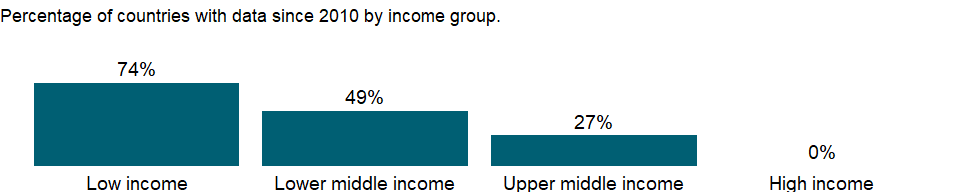 Percentage of countries with data since 2010 by income group.
74%
49%
27%
0%
Low income
Lower middle income
Upper middle income
High income